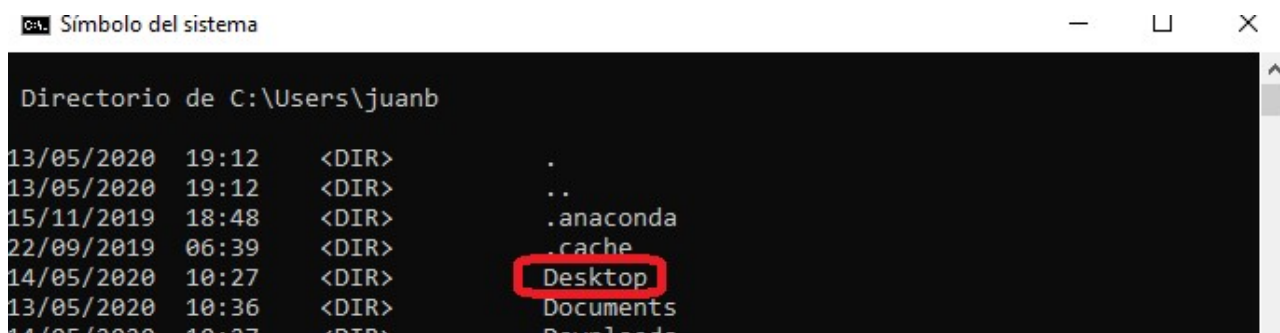 Símbolo del sistema
Directorio de C:\Users\juanb
13/05/2020 19:12 <DIR> .
13/05/2020 19:12 <DIR> ..
15/11/2019 18:48 <DIR> .anaconda
22/09/2019 06:39 <DIR> .cache
14/05/2020 10:27 <DIR> Desktop
13/05/2020 10:36 <DIR> Documents